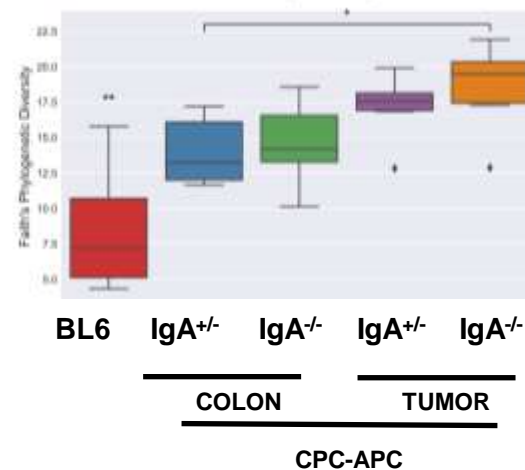 *
22.5
20.0
17.5
15.0
12.5
10.0
7.5
5.0
Faith's Phylogenetic Diversity
**
BL6 IgA+/- IgA-/- IgA+/- IgA-/-
COLON TUMOR
CPC-APC